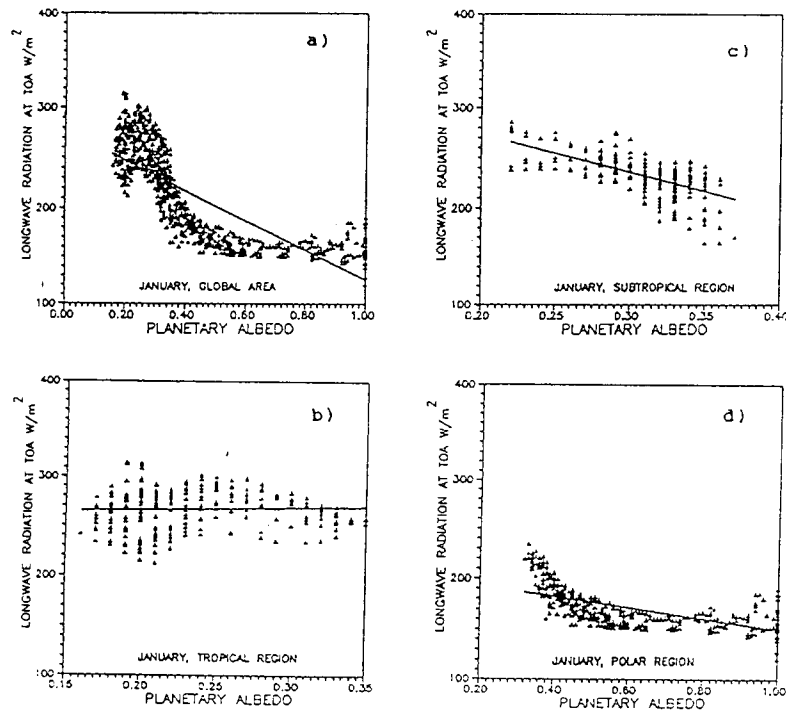 a)
LONGWAVE RADIATION AT TOA W/m²
400
300
200
100
JANUARY, GLOBAL AREA
0.00 0.20 0.40 0.60 0.80 1.00
PLANETARY ALBEDO
c)
LONGWAVE RADIATION AT TOA W/m²
400
300
200
100
JANUARY, SUBTROPICAL REGION
0.20 0.30 0.40
PLANETARY ALBEDO
b)
LONGWAVE RADIATION AT TOA W/m²
400
300
200
100
JANUARY, TROPICAL REGION
0.15 0.20 0.25 0.30 0.35
PLANETARY ALBEDO
d)
LONGWAVE RADIATION AT TOA W/m²
400
300
200
100
JANUARY, POLAR REGION
0.20 0.40 0.60 0.80 1.00
PLANETARY ALBEDO